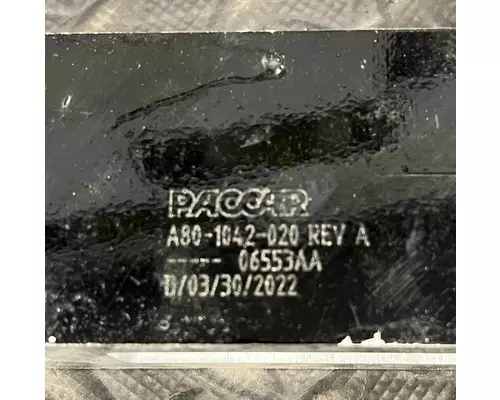 PACCAR
A80-1042-020 REV A
----- 06553AA
D/03/30/2022